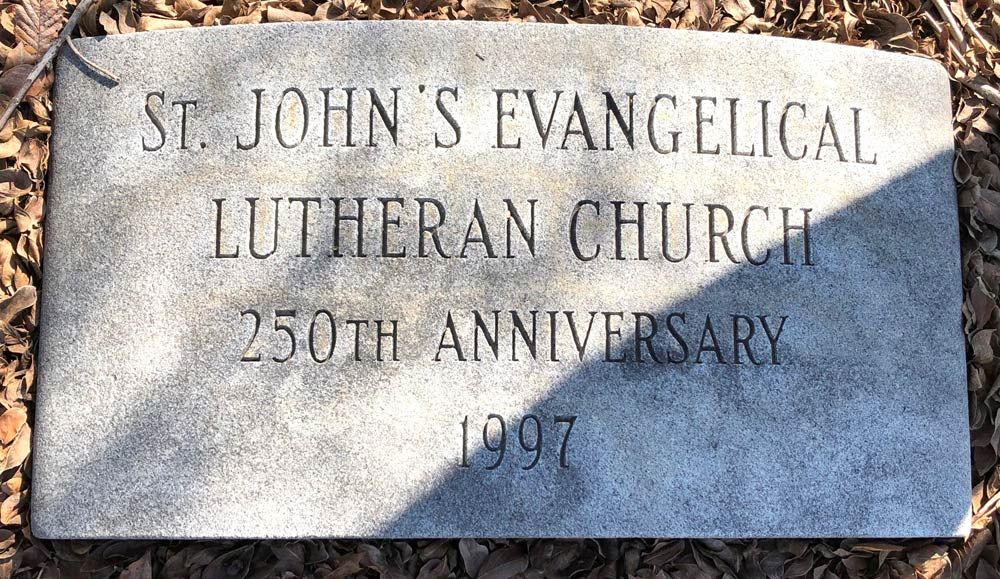 ST. JOHN'S EVANGELICAL
LUTHERAN CHURCH
250TH ANNIVERSARY
1997